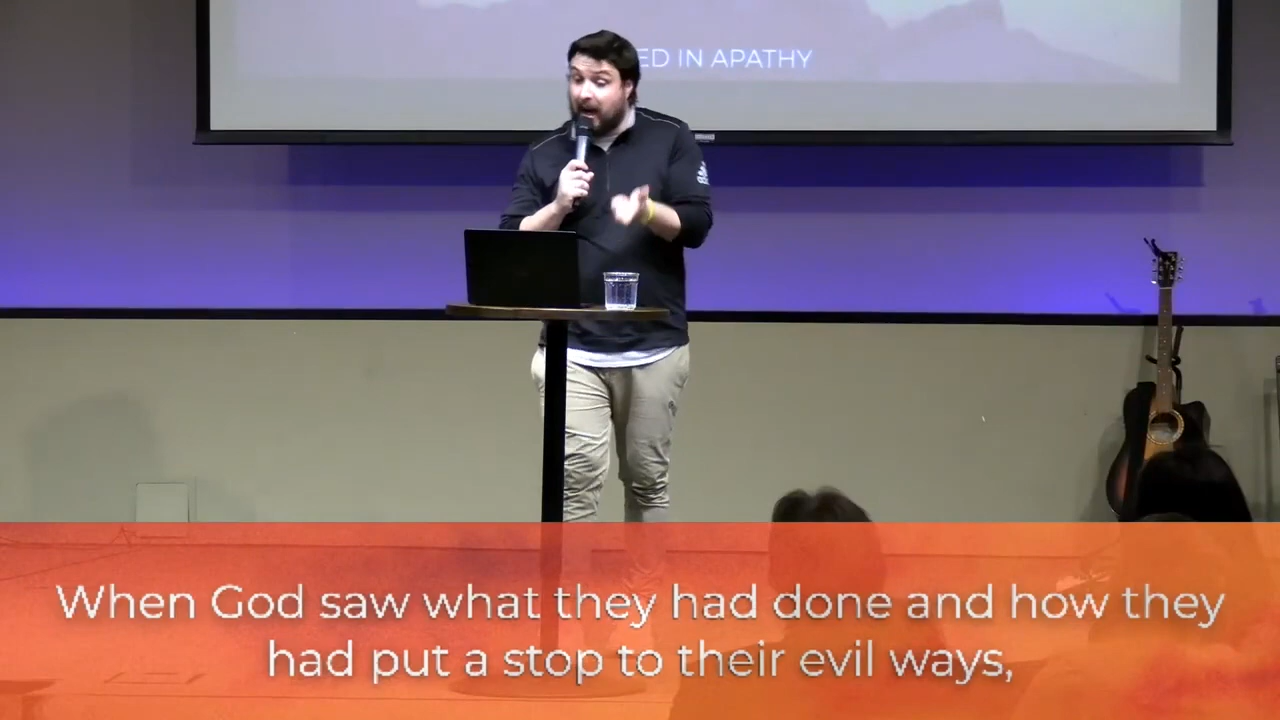 ED IN APATHY
When God saw what they had done and how they
had put a stop to their evil ways,